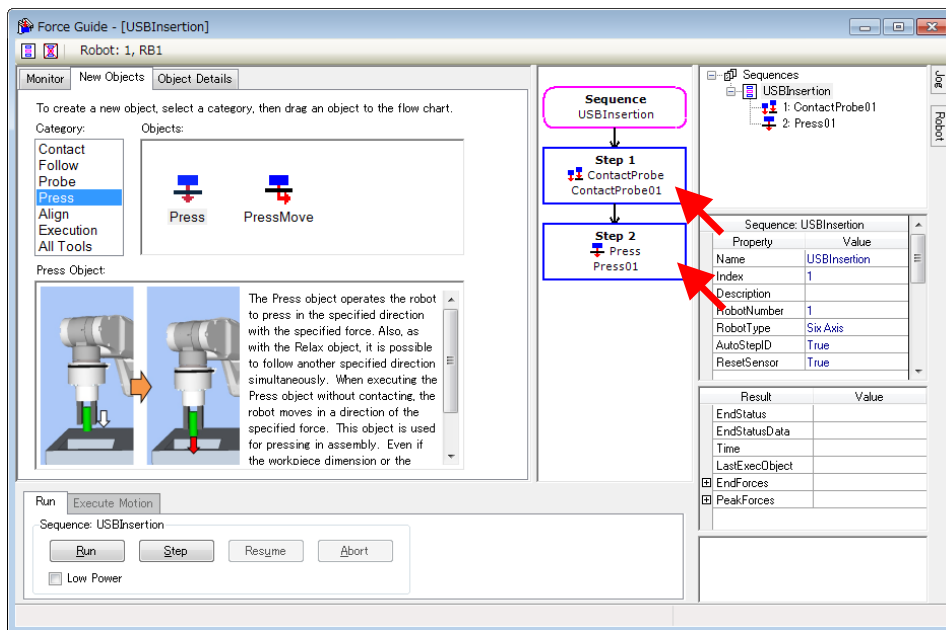 Force Guide - [USBInsertion]
Robot: 1, RB1
Monitor
New Objects
Object Details
To create a new object, select a category, then drag an object to the flow chart.
Category:
Objects:
Contact
Follow
Probe
Press
Align
Execution
All Tools
Press
PressMove
Press Object:
The Press object operates the robot
to press in the specified direction
with the specified force. Also, as
with the Relax object, it is possible
to follow another specified direction
simultaneously. When executing the
Press object without contacting, the
robot moves in a direction of the
specified force. This object is used
for pressing in assembly. Even if
the workpiece dimension or the
Sequence
USBInsertion
Step 1
ContactProbe
ContactProbe01
Step 2
Press
Press01
Sequences
USBInsertion
1: ContactProbe01
2: Press01
Jog
Robot
Sequence: USBInsertion
Property Value
Name USBInsertion
Index 1
Description
RobotNumber 1
RobotType Six Axis
AutoStepID True
ResetSensor True
Result Value
EndStatus
EndStatusData
Time
LastExecObject
EndForces
PeakForces
Run
Execute Motion
Sequence: USBInsertion
Run
Step
Resume
Abort
Low Power